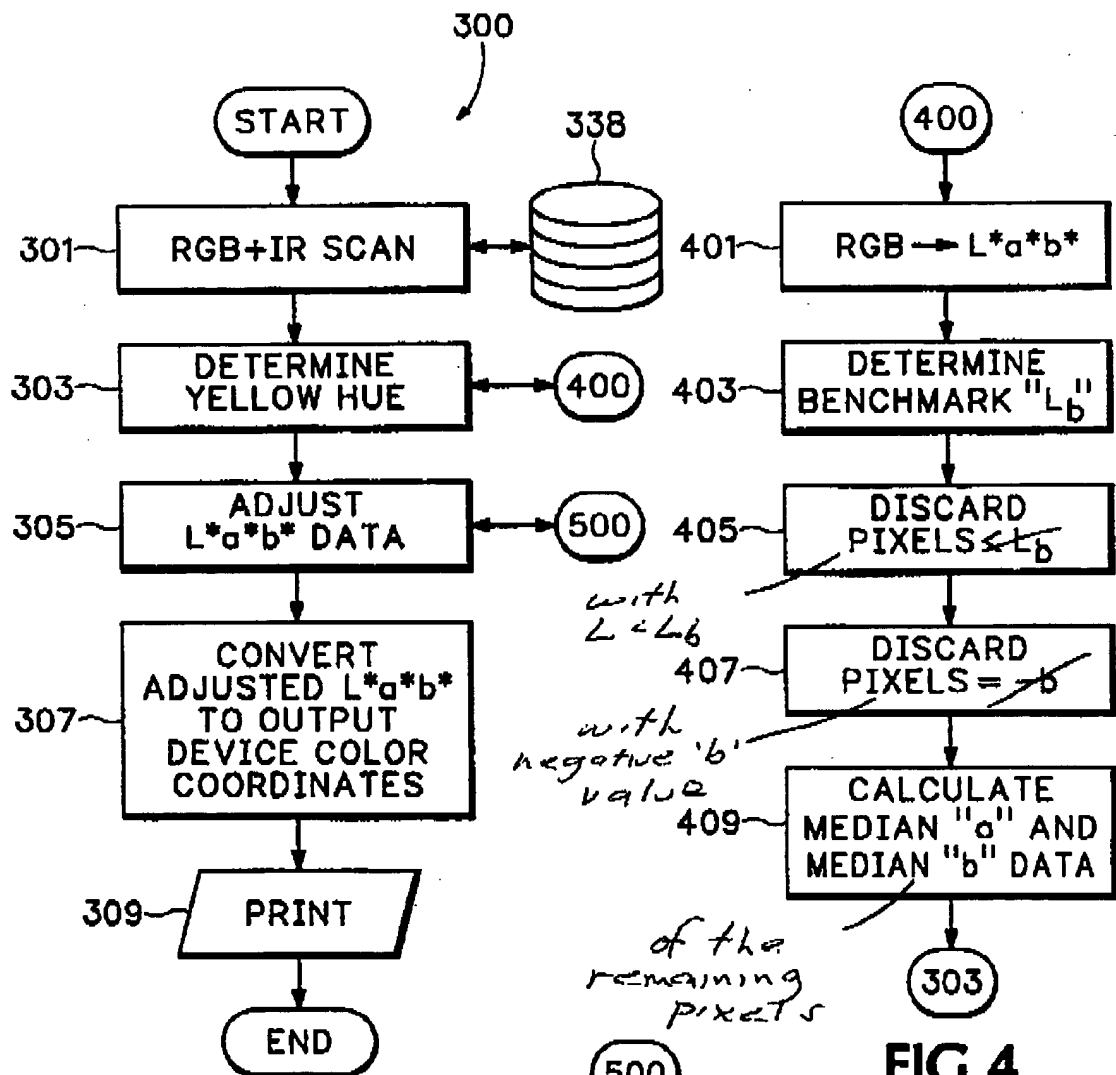 300
START
338
301
RGB+IR SCAN
303
DETERMINE
YELLOW HUE
400
305
ADJUST
L*a*b* DATA
500
307
CONVERT
ADJUSTED L*a*b*
TO OUTPUT
DEVICE COLOR
COORDINATES
309
PRINT
END
400
401
RGB → L*a*b*
403
DETERMINE
BENCHMARK "Lb"
405
DISCARD
PIXELS ≤ Lb
with
L < Lb
407
DISCARD
PIXELS = -b
with
negative 'b'
value
409
CALCULATE
MEDIAN "a" AND
MEDIAN "b" DATA
of the
remaining
pixels
303
500
FIG.4